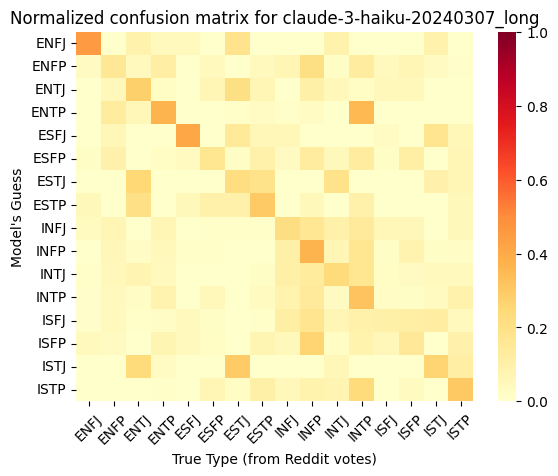 Normalized confusion matrix for claude-3-haiku-20240307_long
Model's Guess
ENFJ
ENFP
ENTJ
ENTP
ESFJ
ESFP
ESTJ
ESTP
INFJ
INFP
INTJ
INTP
ISFJ
ISFP
ISTJ
ISTP
ENFJ ENFP ENTJ ENTP ESFJ ESFP ESTJ ESTP INFJ INFP INTJ INTP ISFJ ISFP ISTJ ISTP
True Type (from Reddit votes)
1.0
0.8
0.6
0.4
0.2
0.0